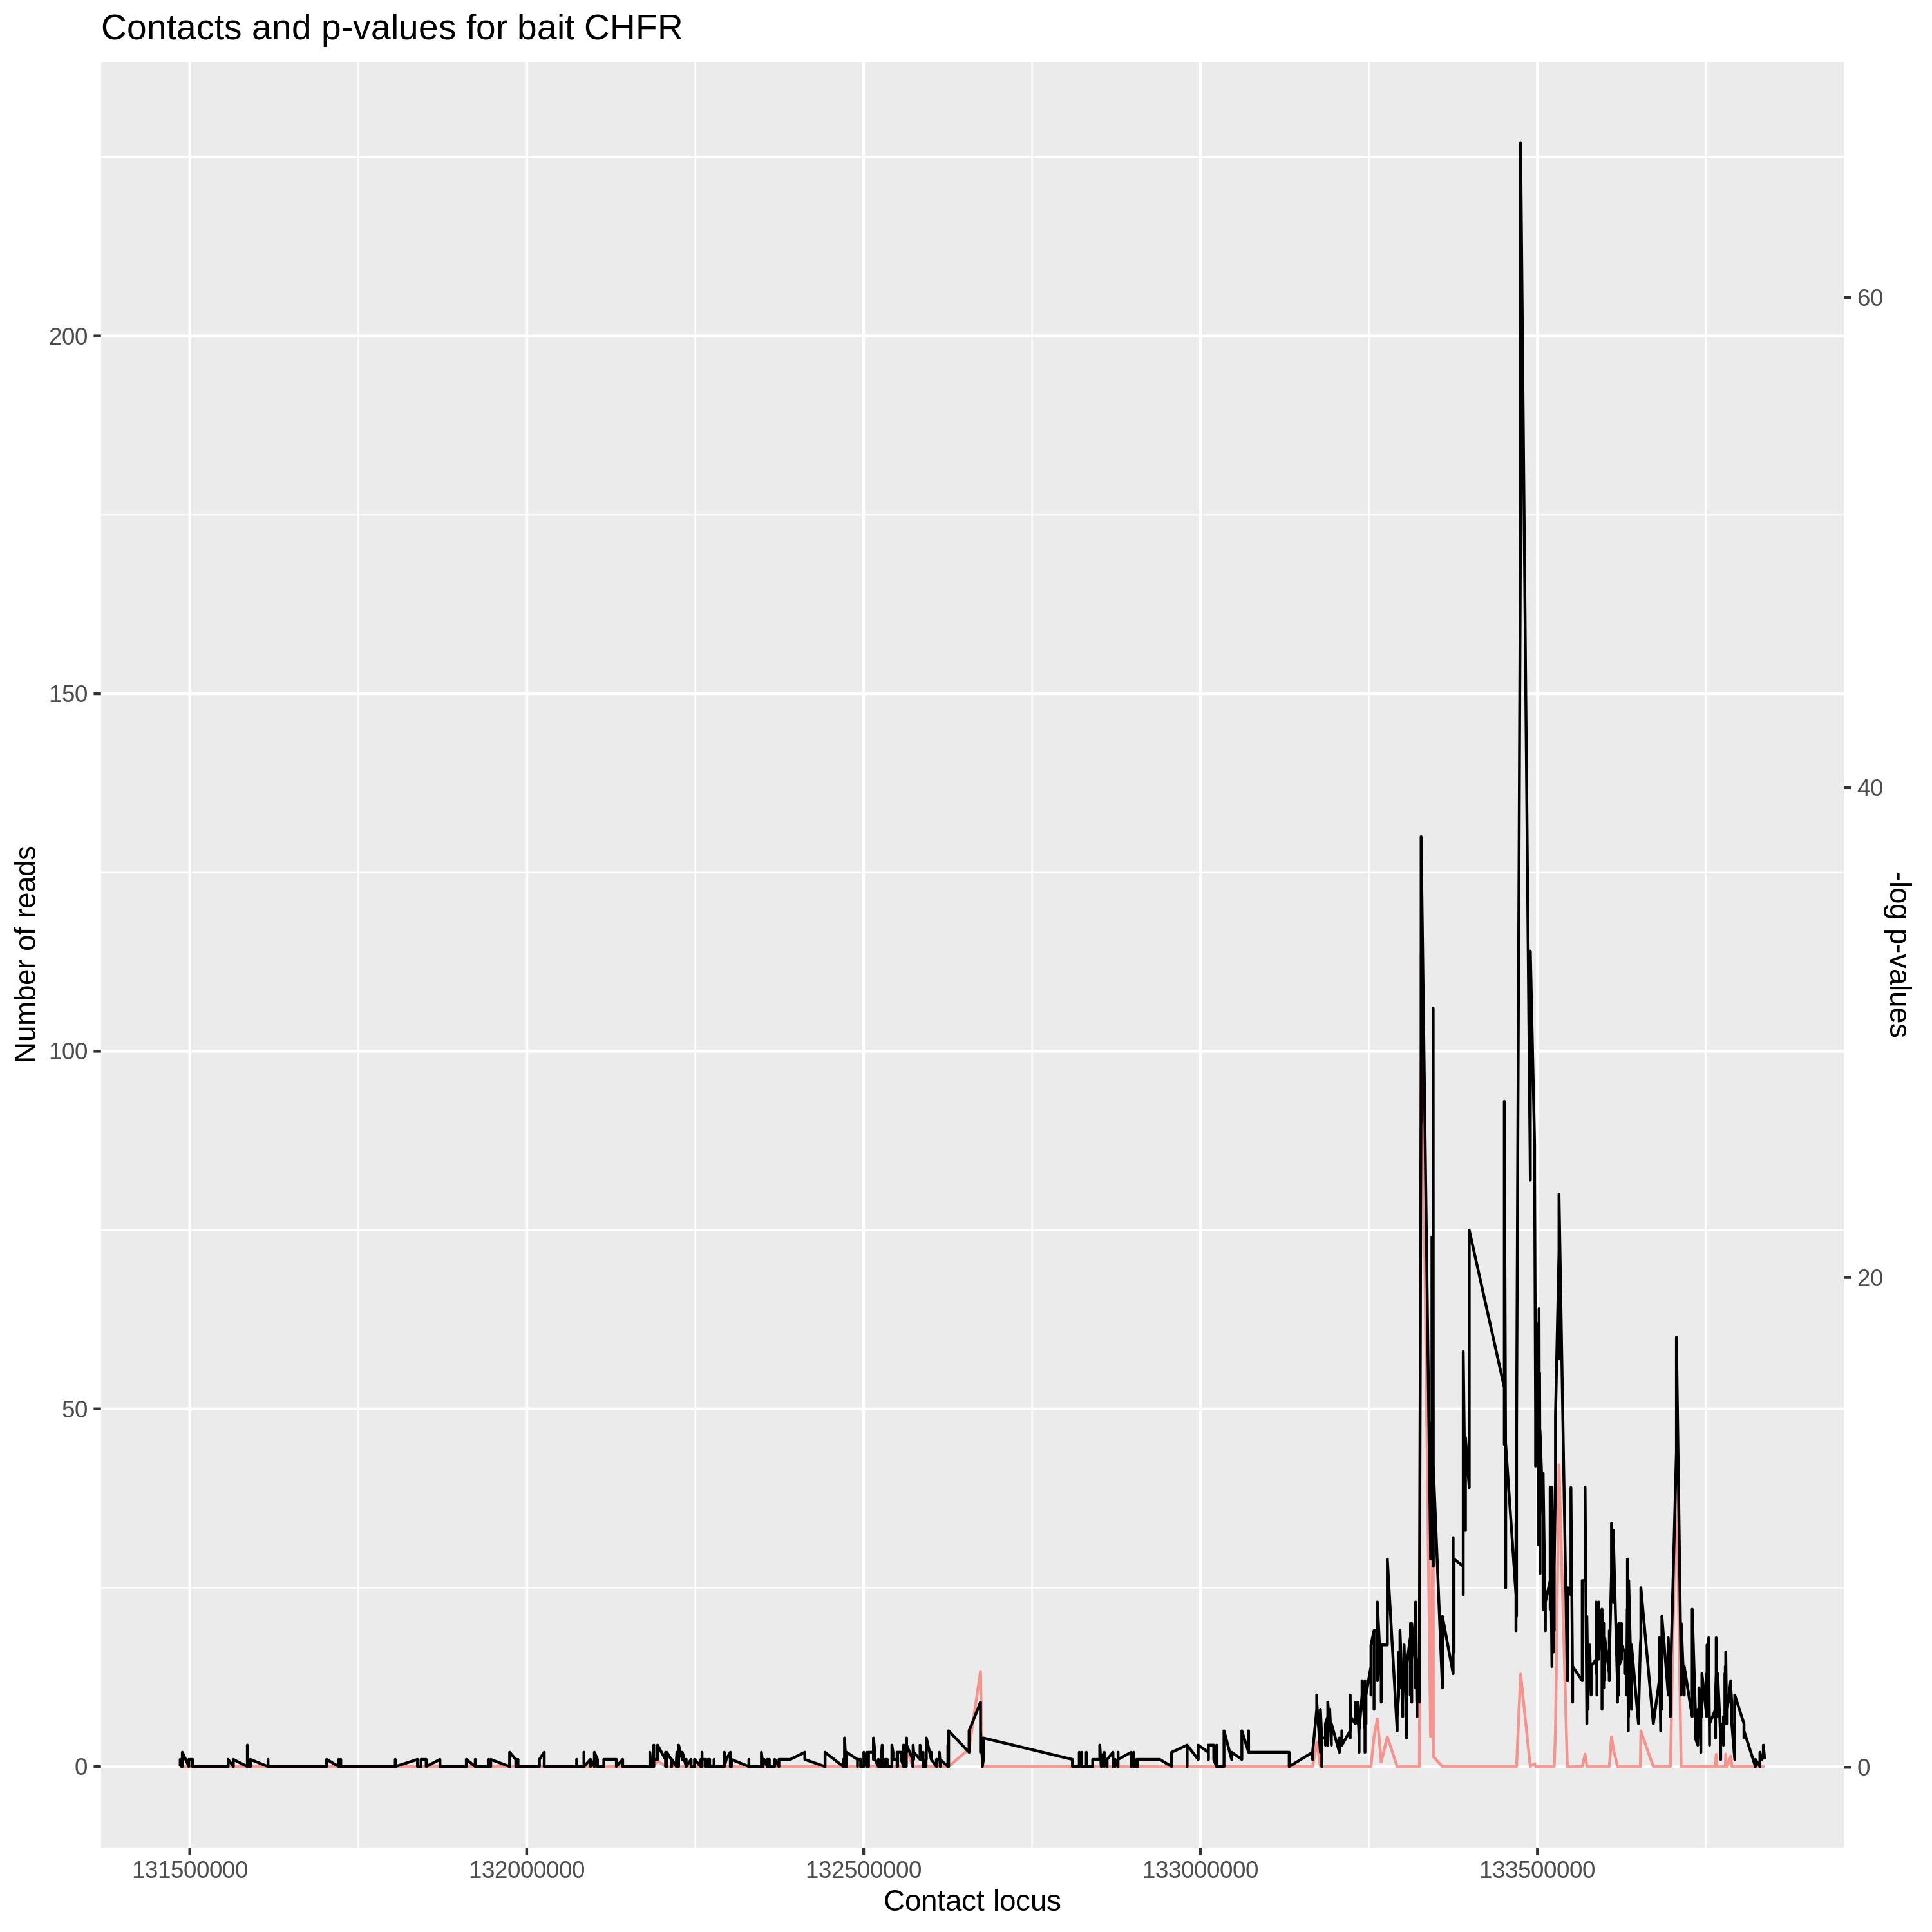 Contacts and p-values for bait CHFR
Number of reads
200
150
100
50
0
60
40
20
0
-log p-values
131500000 132000000 132500000 133000000 133500000
Contact locus